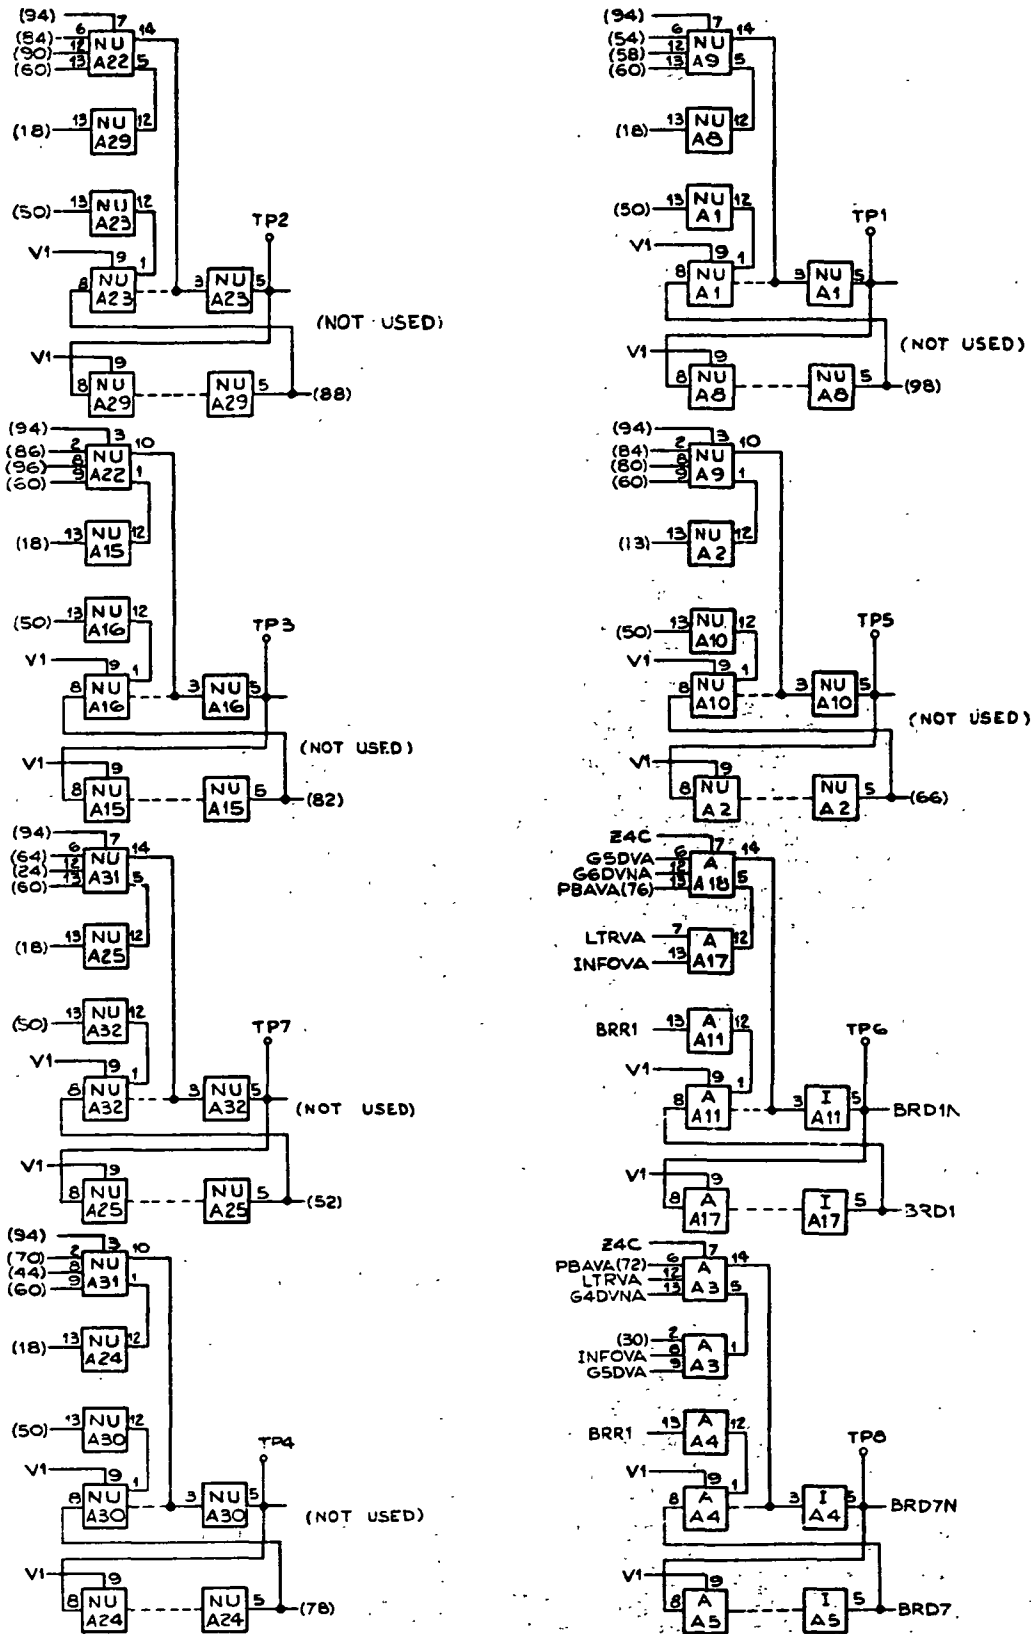 (94) 7
(84) 6 NU 14
(90) 12 A22 5
(60) 13
(18) 13 NU 12
A29
(50) 13 NU 12
A23
TP2
V1 9 1
8 NU 3 NU 5
A23 A23
(NOT USED)
V1 9
8 NU NU 5 (88)
A29 A29
(94) 3
(86) 2 NU 10
(96) 8 A22 1
(60) 9
(18) 13 NU 12
A15
(50) 13 NU 12
A16
TP3
V1 9 1
8 NU 3 NU 5
A16 A16
(NOT USED)
V1 9
8 NU NU 5 (82)
A15 A15
(94) 7
(64) 6 NU 14
(24) 12 A31 5
(60) 13
(18) 13 NU 12
A25
(50) 13 NU 12
A32
TP7
V1 9 1
8 NU 3 NU 5
A32 A32
(NOT USED)
V1 9
8 NU NU 5 (52)
A25 A25
(94) 3
(70) 2 NU 10
(44) 8 A31 1
(60) 9
(18) 13 NU 12
A24
(50) 13 NU 12
A30
TP4
V1 9 1
8 NU 3 NU 5
A30 A30
(NOT USED)
V1 9
8 NU NU 5 (78)
A24 A24
(94) 7
(54) 6 NU 14
(58) 12 A9 5
(60) 13
(18) 13 NU 12
A8
(50) 13 NU 12
A1
TP1
V1 9 1
8 NU 3 NU 5
A1 A1
(NOT USED)
V1 9
8 NU NU 5 (98)
A8 A8
(94) 3
(84) 2 NU 10
(80) 8 A9 1
(60) 9
(13) 13 NU 12
A2
(50) 13 NU 12
A10
TP5
V1 9 1
8 NU 3 NU 5
A10 A10
(NOT USED)
V1 9
8 NU NU 5 (66)
A2 A2
Z4C 7
G5DVA 6 A 14
G6DVNA 12 A18 5
PBAVA(76) 13
LTRVA 7 A 12
INFOVA 13 A17
BRR1 13 A 12
A11
TP6
V1 9 1
8 A 3 I 5 BRD1N
A11 A11
V1 9
8 A I 5 BRD1
A17 A17
Z4C 7
PBAVA(72) 6 A 14
LTRVA 12 A3 5
G4DVNA 13
(30) 2 A 1
INFOVA 8 A3
G5DVA 9
BRR1 13 A 12
A4
TP8
V1 9 1
8 A 3 I 5 BRD7N
A4 A4
V1 9
8 A I 5 BRD7
A5 A5